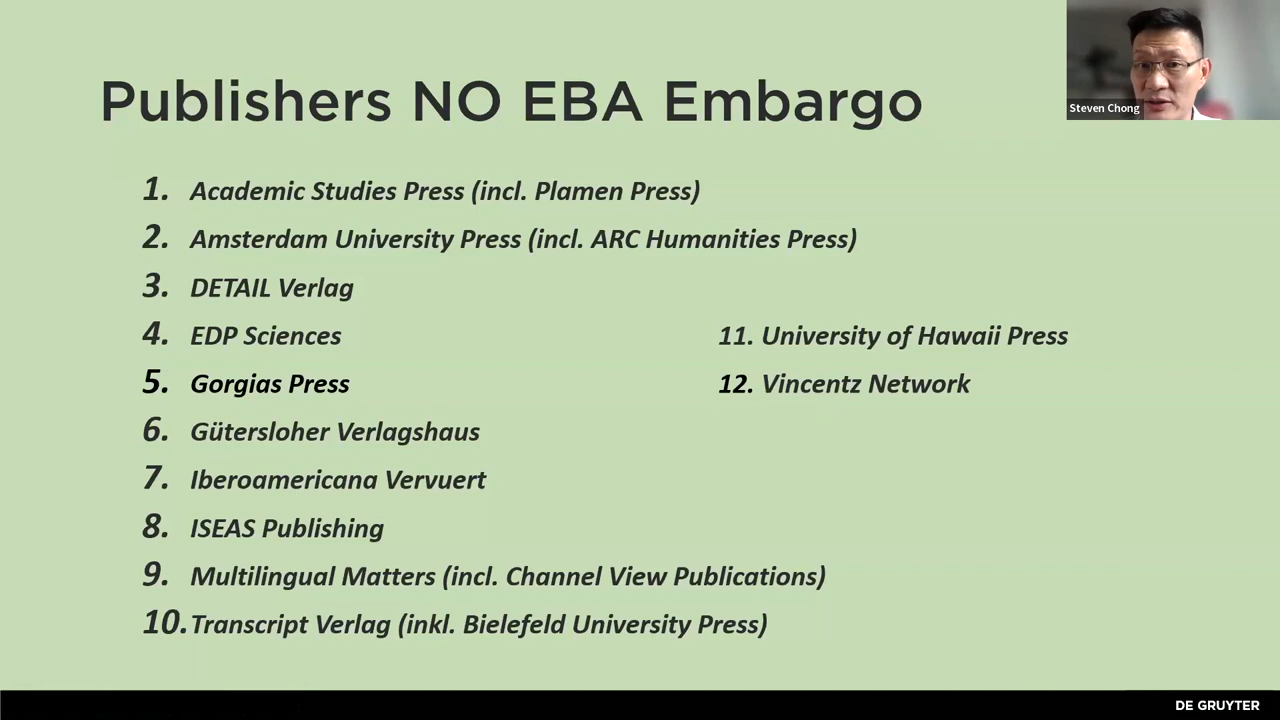 Publishers NO EBA Embargo
Steven Chong
1. Academic Studies Press (incl. Plamen Press)
2. Amsterdam University Press (incl. ARC Humanities Press)
3. DETAIL Verlag
4. EDP Sciences
5. Gorgias Press
6. Gütersloher Verlagshaus
7. Iberoamericana Vervuert
8. ISEAS Publishing
9. Multilingual Matters (incl. Channel View Publications)
10. Transcript Verlag (inkl. Bielefeld University Press)
11. University of Hawaii Press
12. Vincentz Network
DE GRUYTER